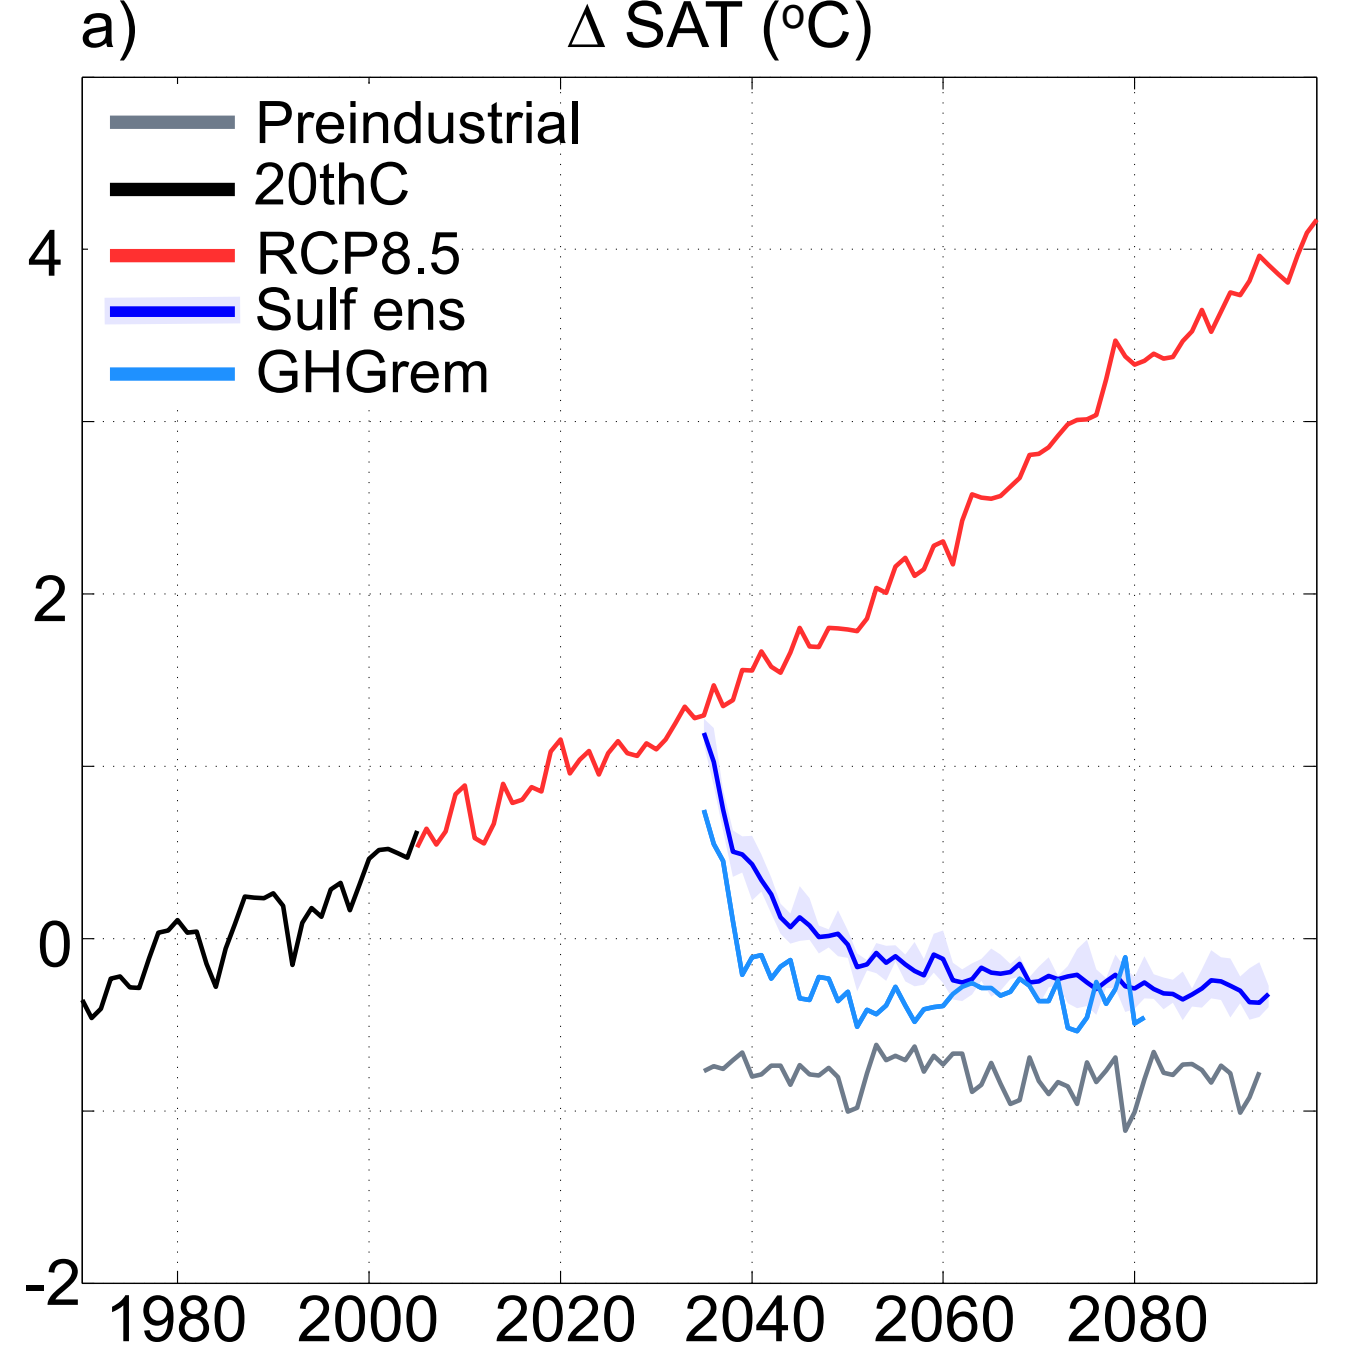 a) Δ SAT (ºC)
Preindustrial
20thC
RCP8.5
Sulf ens
GHGrem
4
2
0
-2
1980 2000 2020 2040 2060 2080